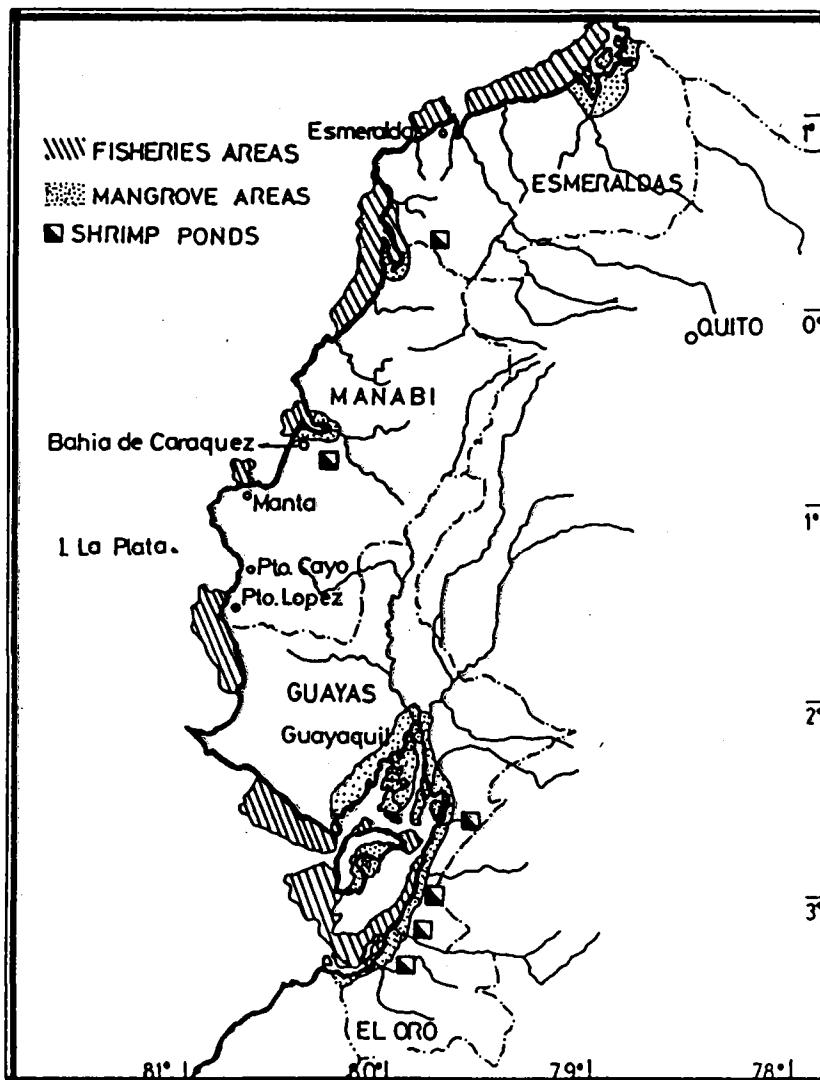 1°
Esmeraldas
FISHERIES AREAS
ESMERALDAS
MANGROVE AREAS
SHRIMP PONDS
0°
QUITO
MANABI
Bahia de Caraquez
Manta
1°
I. La Plata
Pto. Cayo
Pto. Lopez
GUAYAS
2°
Guayaquil
3°
EL ORO
81° 80° 79° 78°